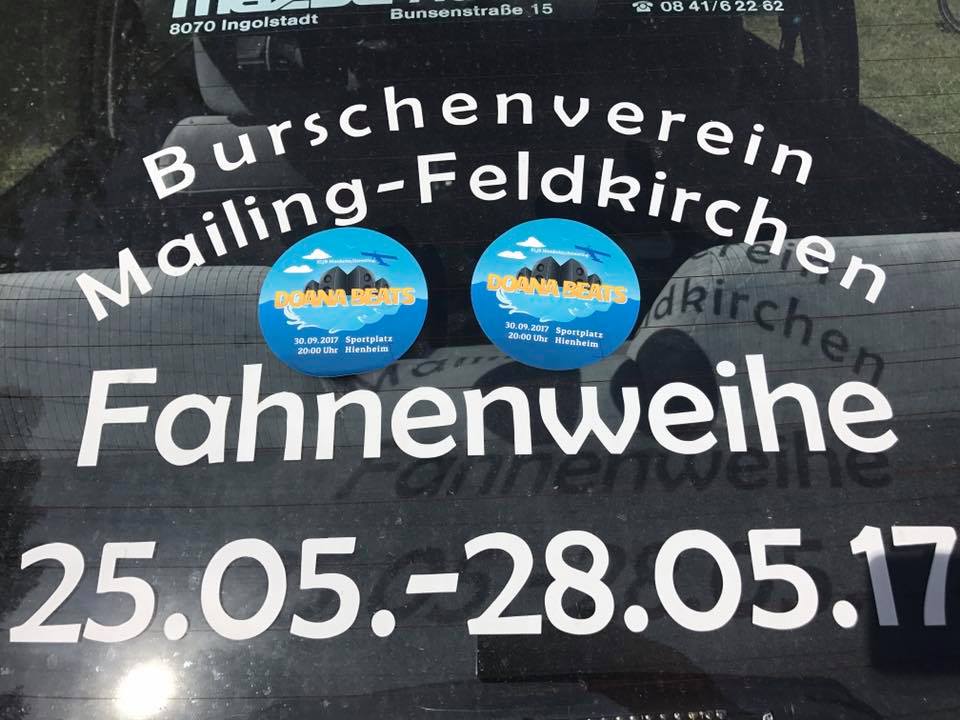 8070 Ingolstadt Bunsenstraße 15 ☎ 08 41/6 22 62
Burschenverein
Mailing-Feldkirchen
DOANA BEATS
30.09.2017 Sportplatz
20:00 Uhr Hienheim
DOANA BEATS
30.09.2017 Sportplatz
20:00 Uhr Hienheim
Fahnenweihe
25.05.-28.05.17